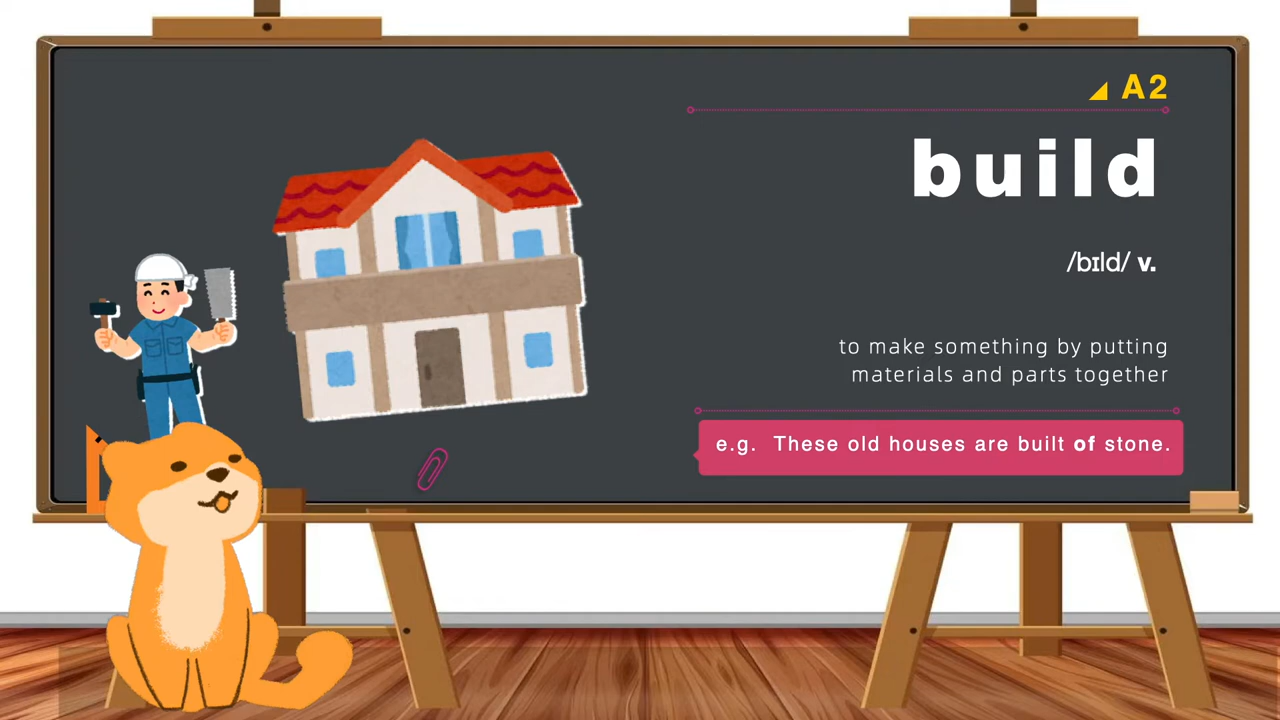 A2
build
/bɪld/ v.
to make something by putting
materials and parts together
e.g. These old houses are built of stone.